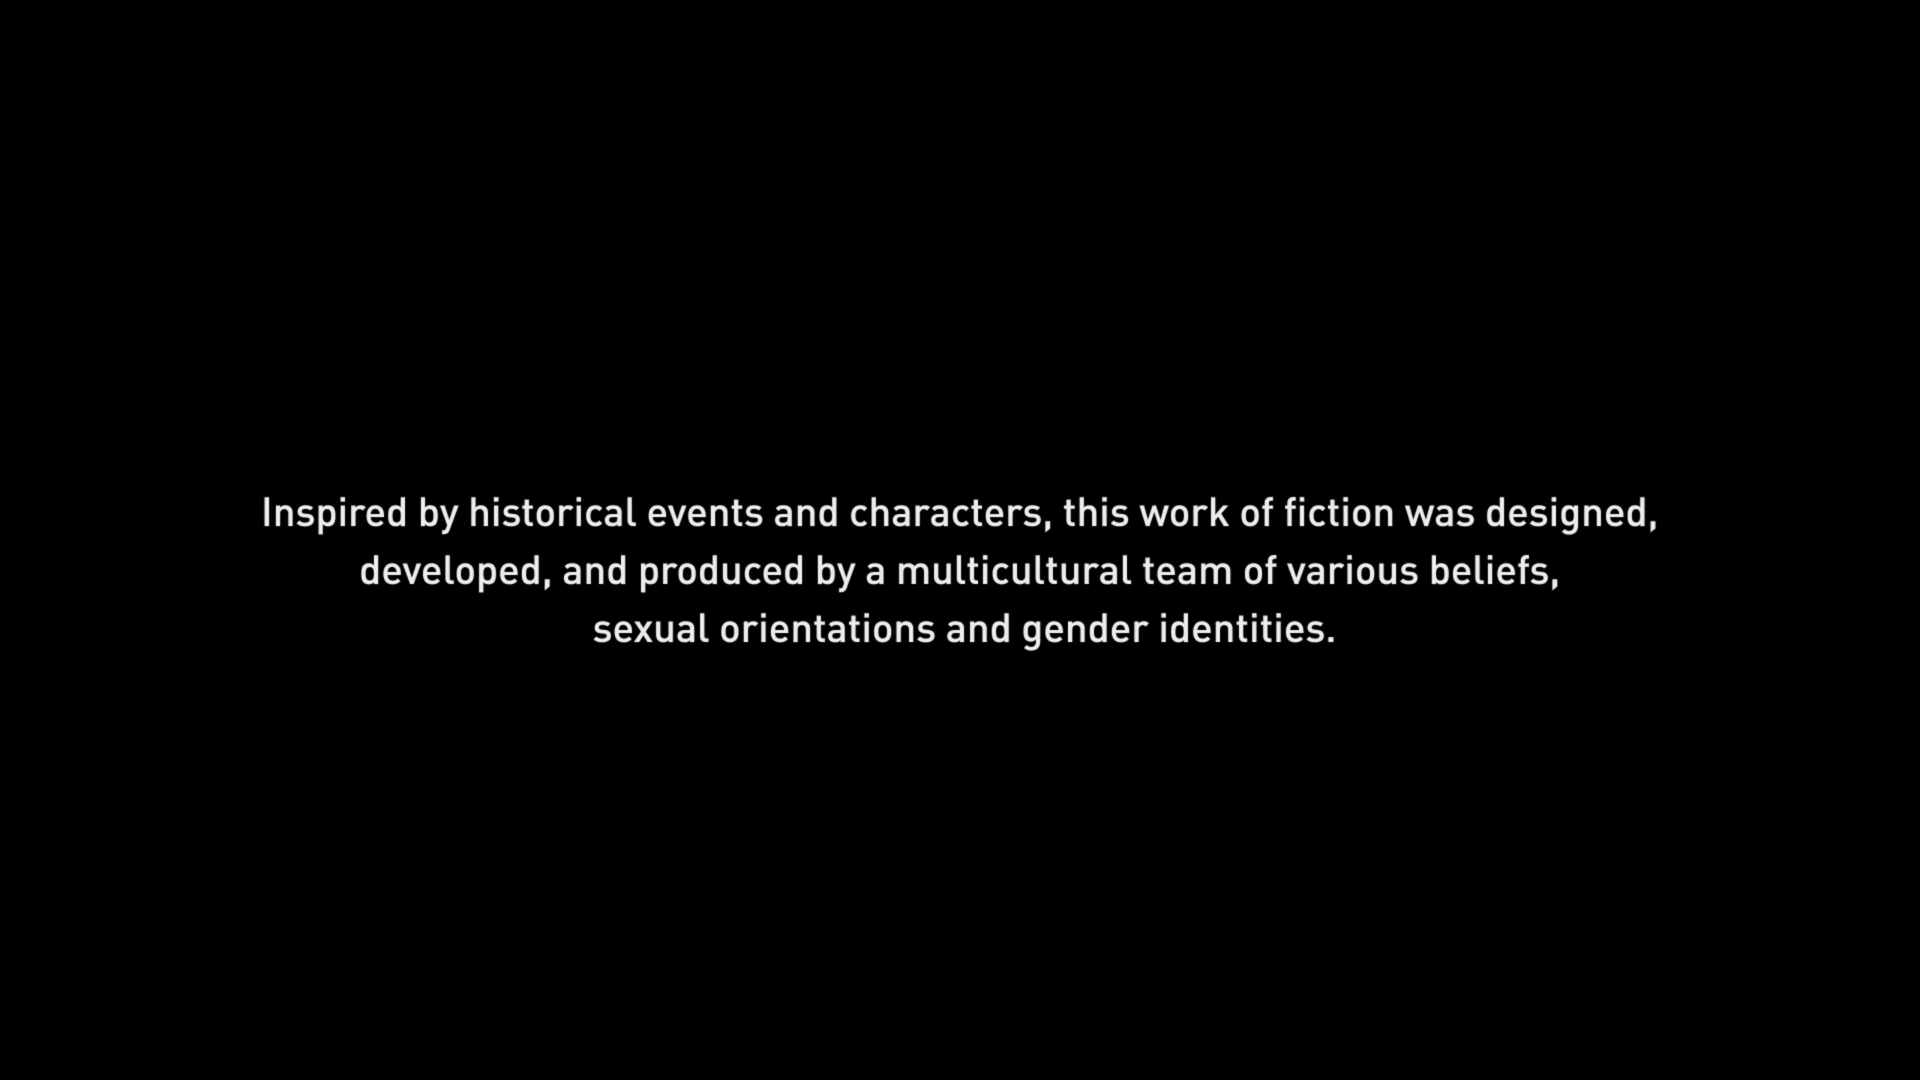 Inspired by historical events and characters, this work of fiction was designed,
developed, and produced by a multicultural team of various beliefs,
sexual orientations and gender identities.